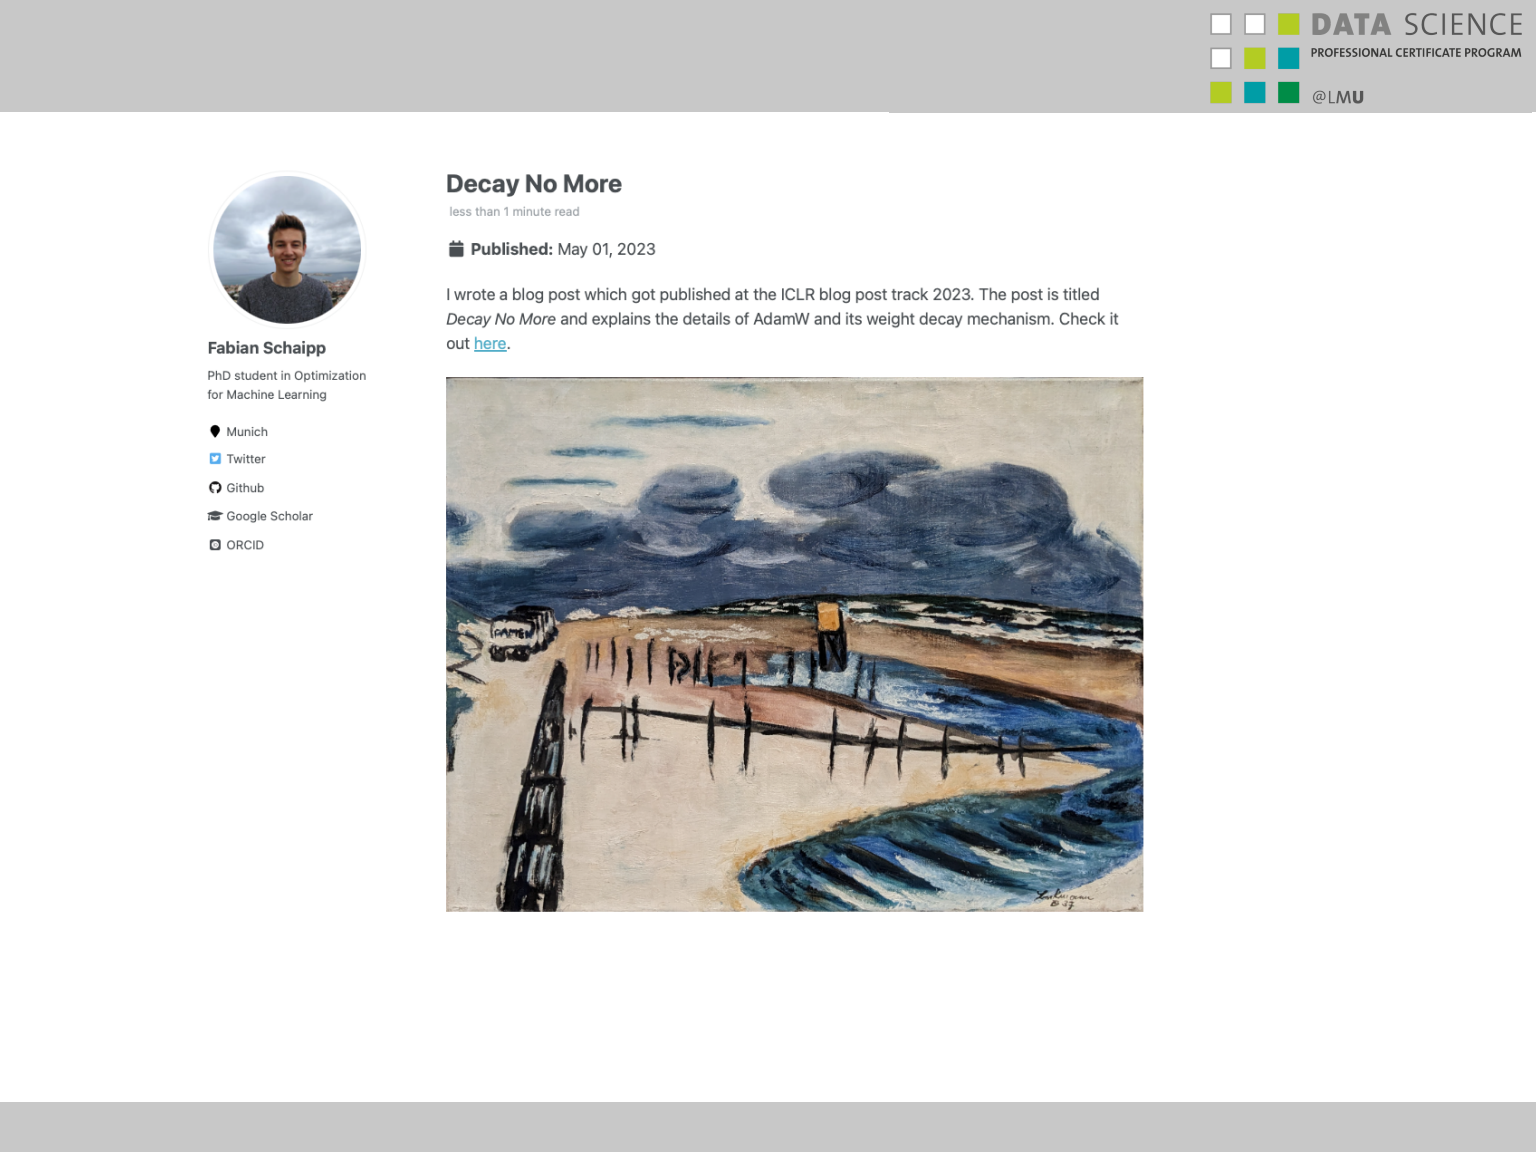 DATA SCIENCE
PROFESSIONAL CERTIFICATE PROGRAM
@LMU
Fabian Schaipp
PhD student in Optimization
for Machine Learning
Munich
Twitter
Github
Google Scholar
ORCID
Decay No More
less than 1 minute read
Published: May 01, 2023
I wrote a blog post which got published at the ICLR blog post track 2023. The post is titled
Decay No More and explains the details of AdamW and its weight decay mechanism. Check it
out here.